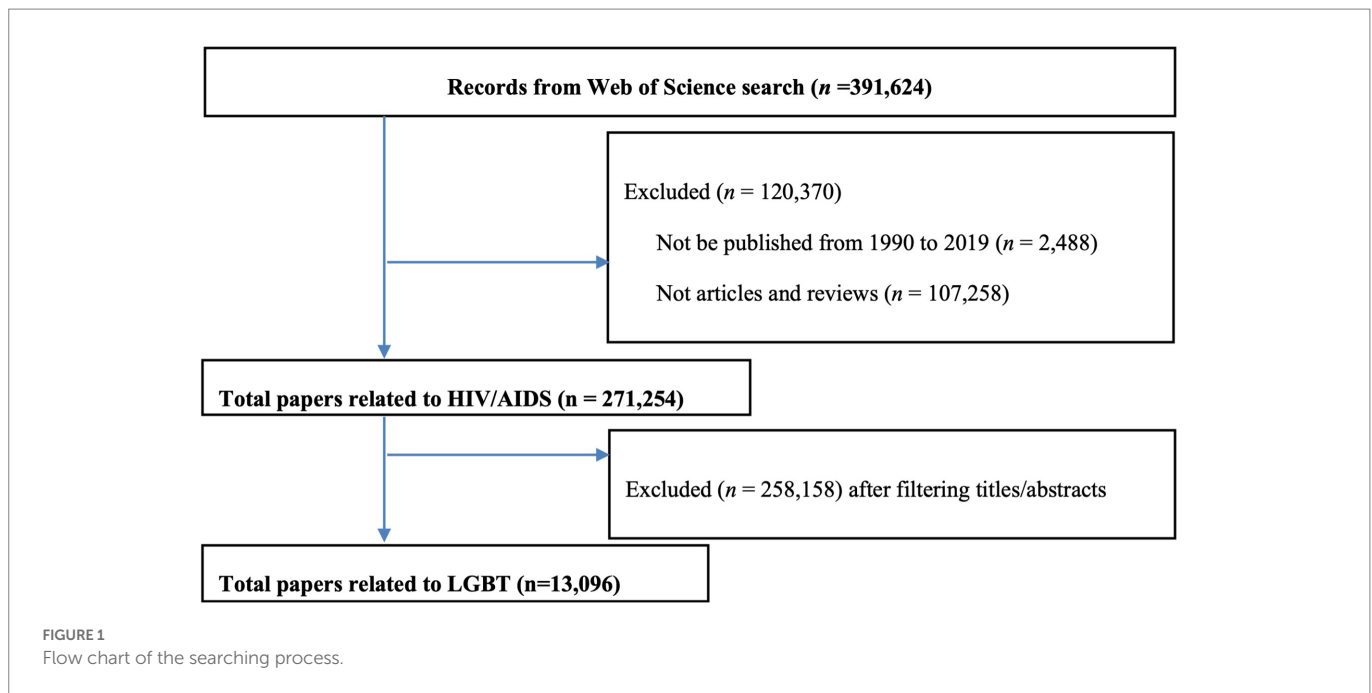 Records from Web of Science search (n =391,624)
Excluded (n = 120,370)
Not be published from 1990 to 2019 (n = 2,488)
Not articles and reviews (n = 107,258)
Total papers related to HIV/AIDS (n = 271,254)
Excluded (n = 258,158) after filtering titles/abstracts
Total papers related to LGBT (n=13,096)
FIGURE 1
Flow chart of the searching process.